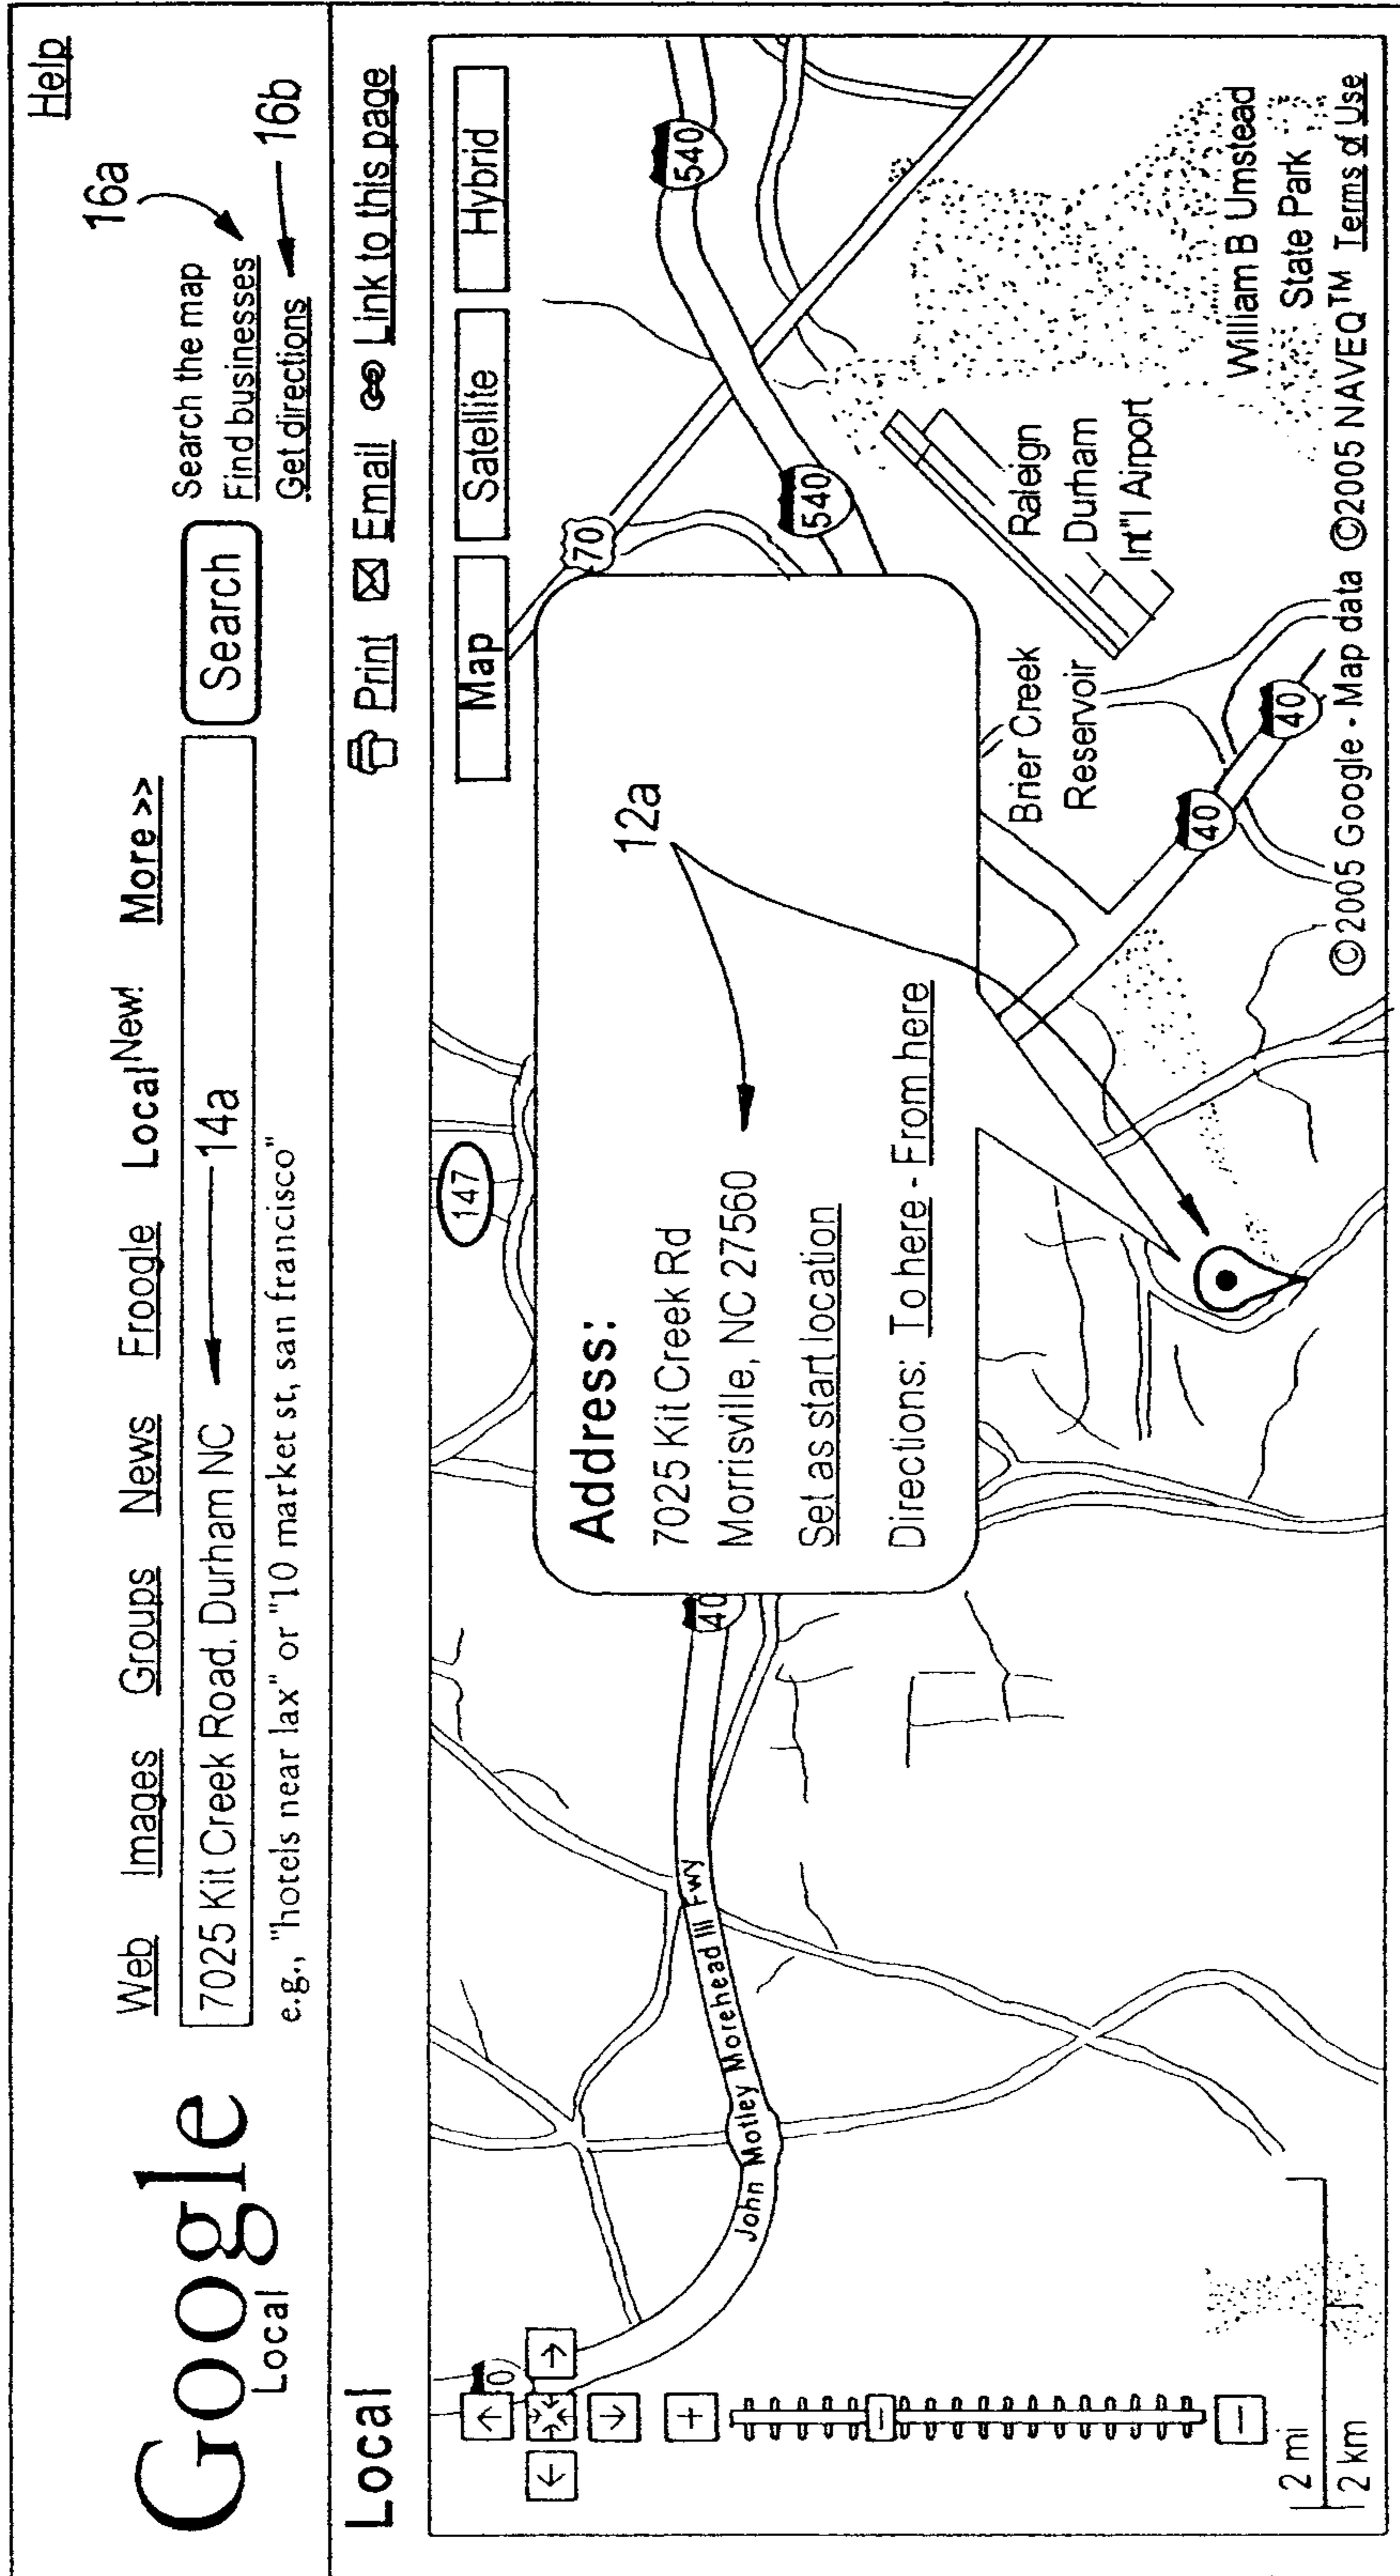 Help
Google
Local
Web Images Groups News Froogle Local New! More >>
7025 Kit Creek Road, Durham NC
14a
Search
Search the map
Find businesses
Get directions
16a
16b
e.g., "hotels near lax" or "10 market st, san francisco"
Local
Print Email Link to this page
Map Satellite Hybrid
147
70
540
540
0
40
John Motley Morehead III Fwy
Address:
7025 Kit Creek Rd
Morrisville, NC 27560
Set as start location
Directions: To here - From here
12a
Brier Creek
Reservoir
Raleign
Durham
Int"l Airport
40
40
William B Umstead
State Park
2 mi
2 km
©2005 Google - Map data ©2005 NAVEQ™ Terms of Use